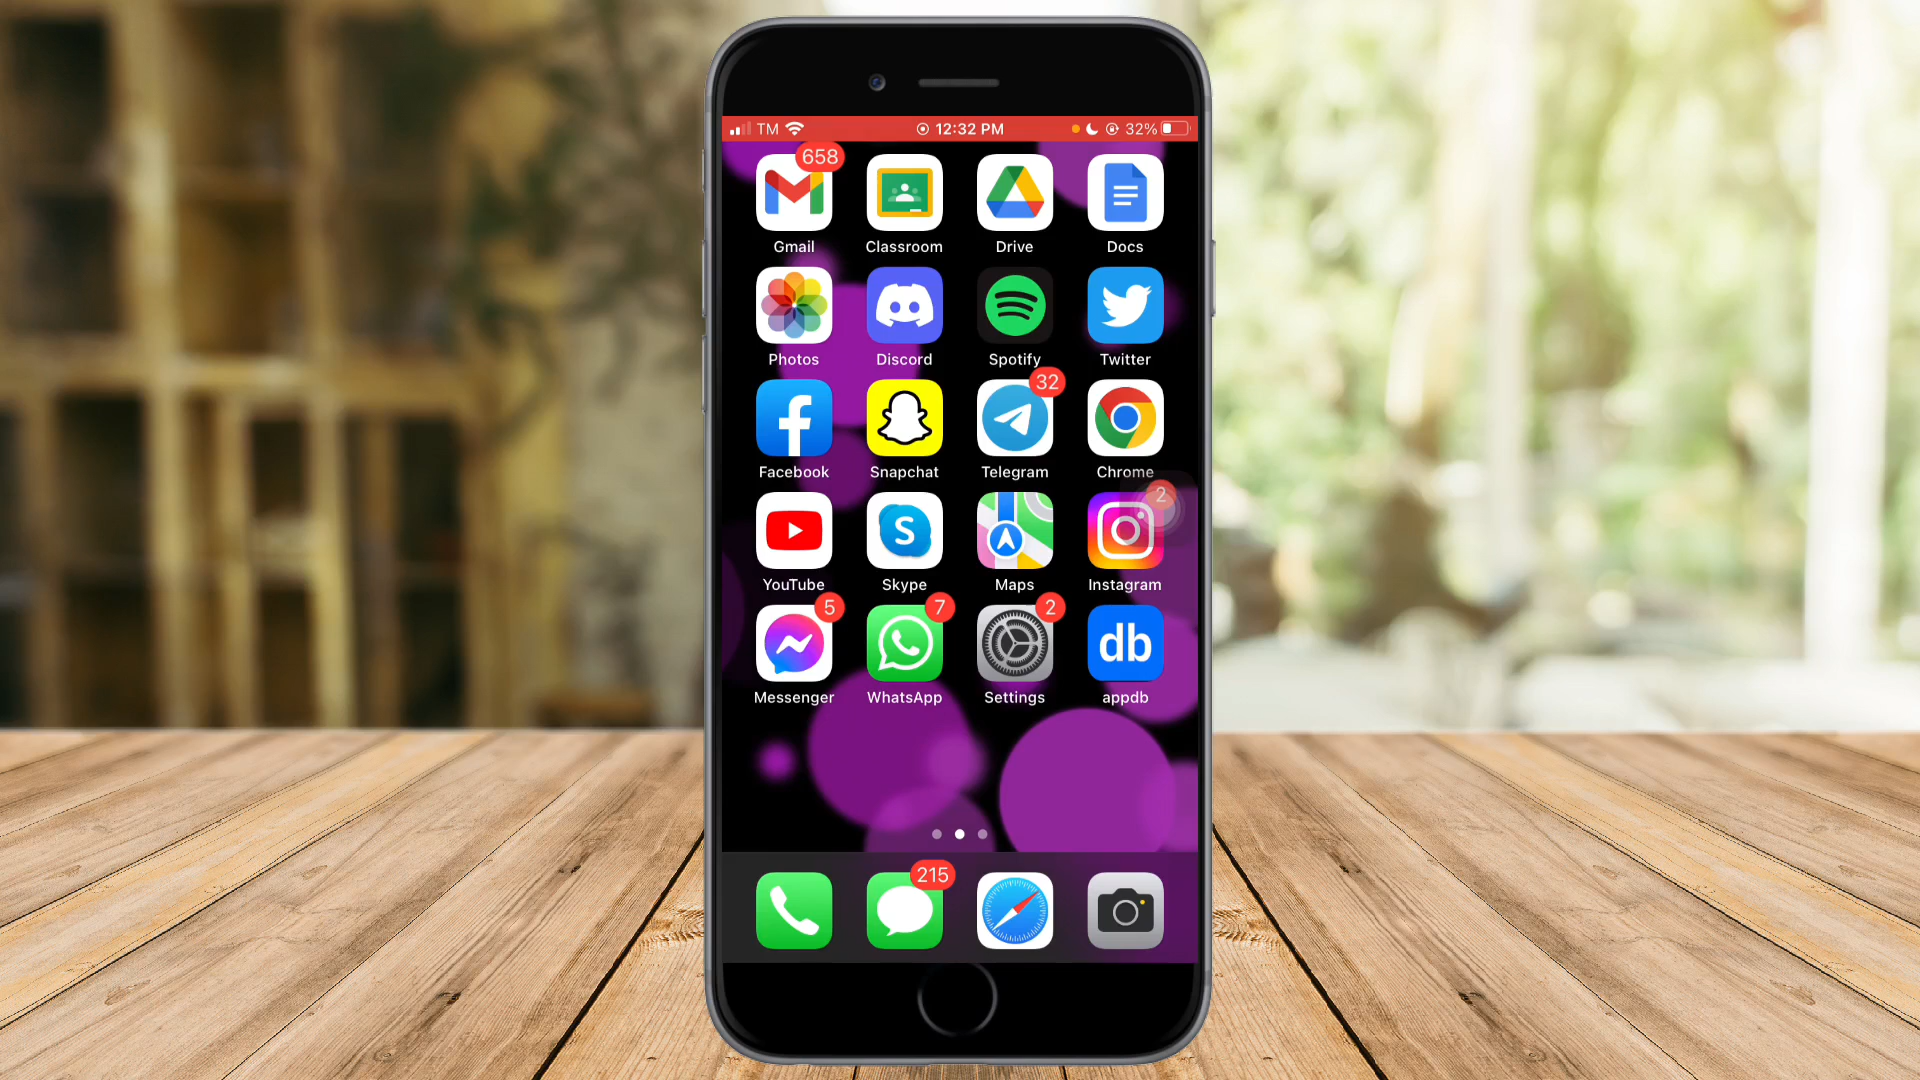 TM 12:32 PM 32%
658
Gmail Classroom Drive Docs
Photos Discord Spotify Twitter
32
Facebook Snapchat Telegram Chrome
2
S
YouTube Skype Maps Instagram
5 7 2
db
Messenger WhatsApp Settings appdb
215